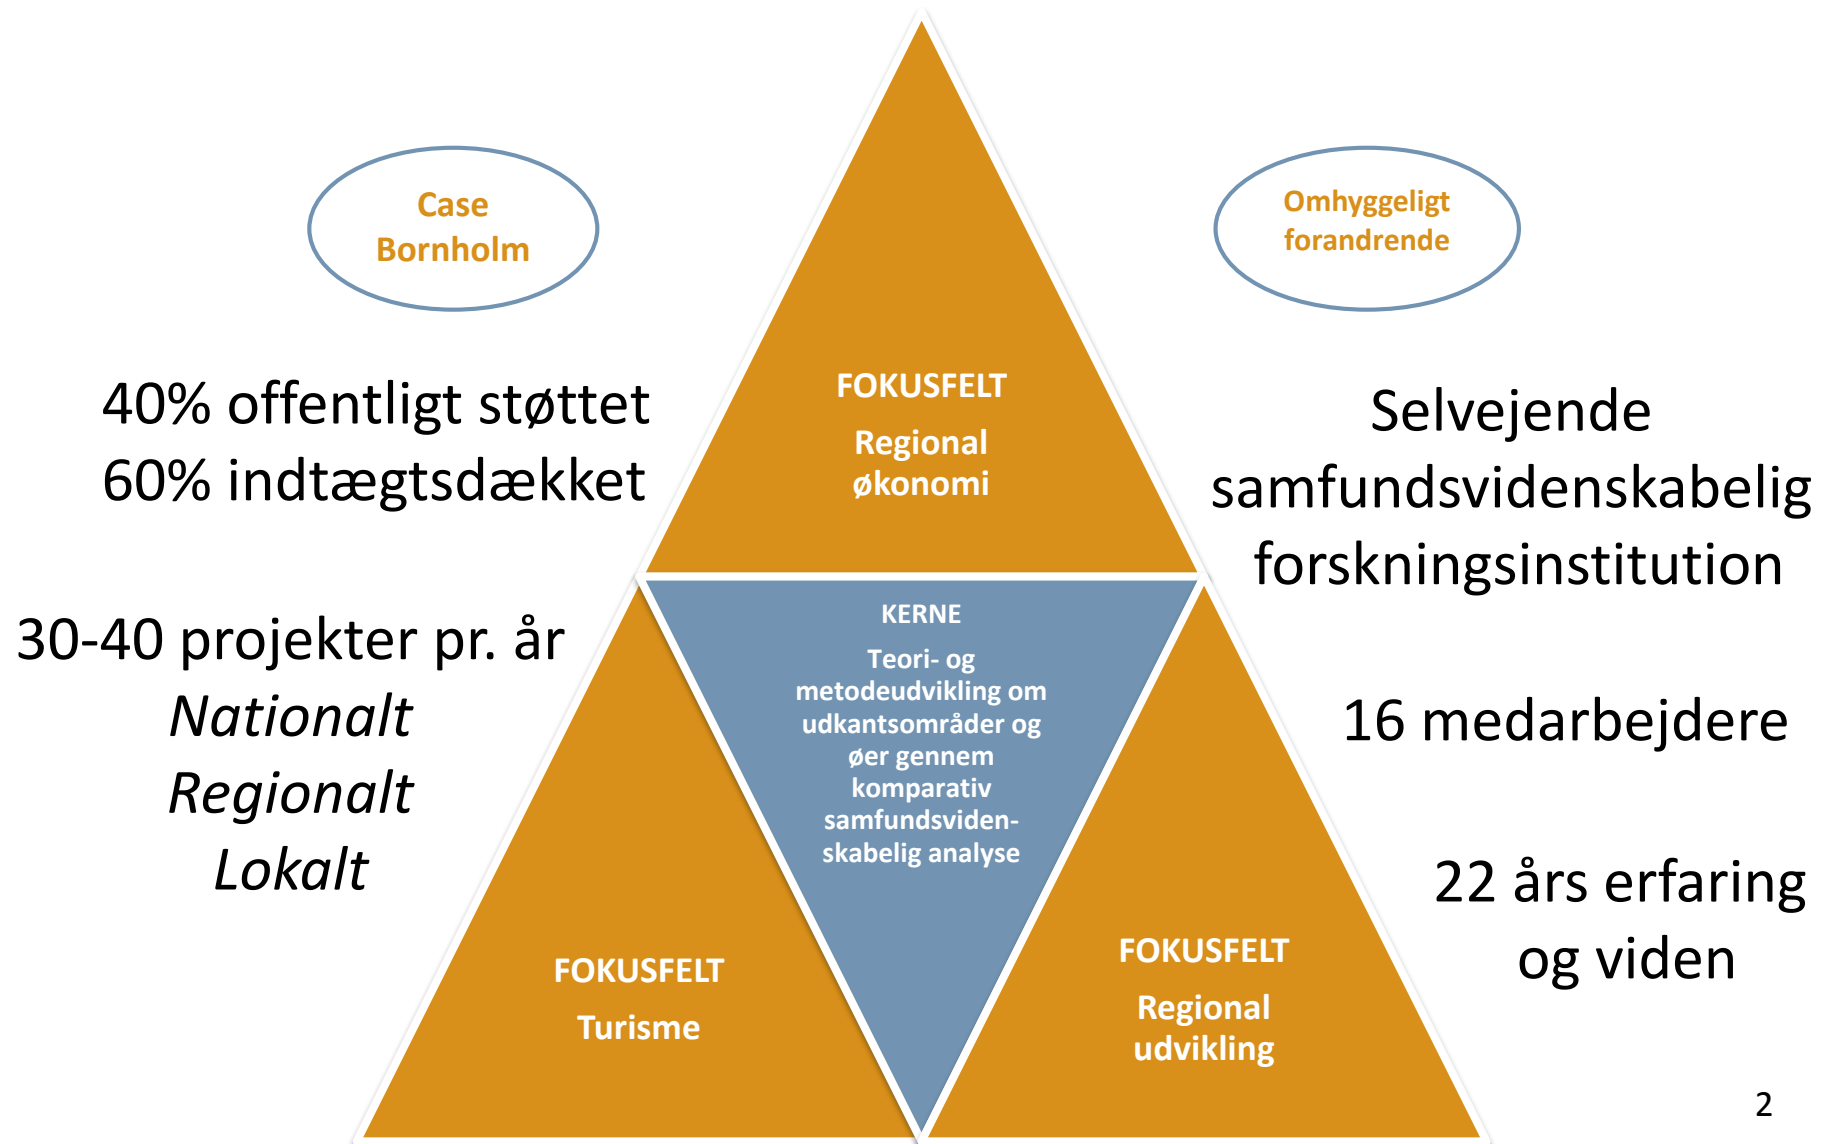 Case
Bornholm
Omhyggeligt
forandrende
40% offentligt støttet
60% indtægtsdækket
30-40 projekter pr. år
Nationalt
Regionalt
Lokalt
FOKUSFELT
Regional
økonomi
KERNE
Teori- og
metodeudvikling om
udkantsområder og
øer gennem
komparativ
samfundsviden-
skabelig analyse
FOKUSFELT
Turisme
FOKUSFELT
Regional
udvikling
Selvejende
samfundsvidenskabelig
forskningsinstitution
16 medarbejdere
22 års erfaring
og viden
2